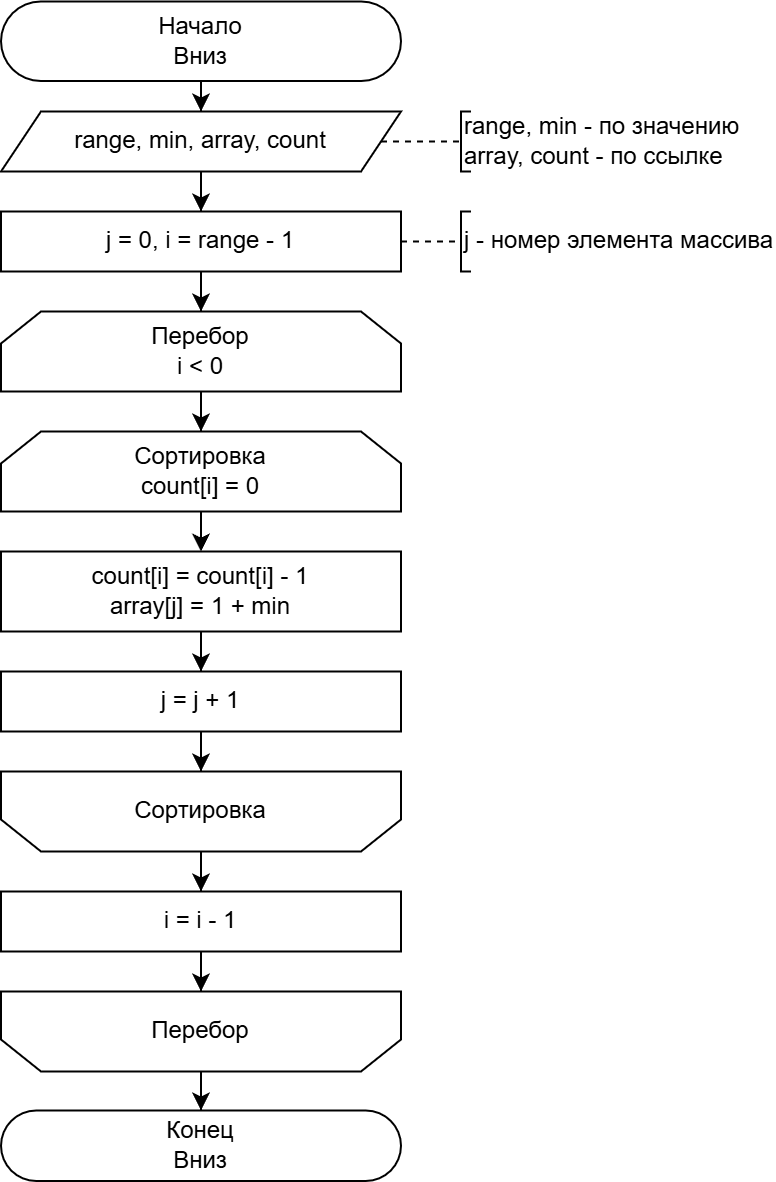 Начало
Вниз
range, min, array, count
range, min - по значению
array, count - по ссылке
j = 0, i = range - 1
j - номер элемента массива
Перебор
i < 0
Сортировка
count[i] = 0
count[i] = count[i] - 1
array[j] = 1 + min
j = j + 1
Сортировка
i = i - 1
Перебор
Конец
Вниз